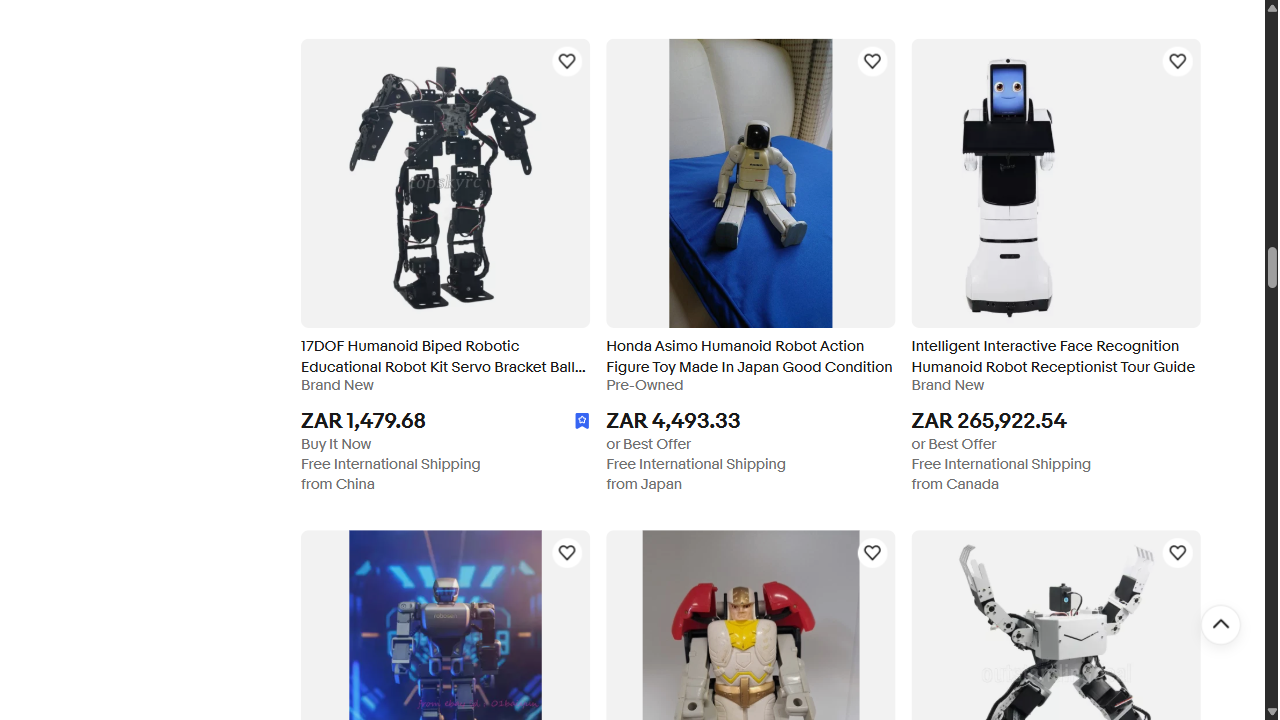 topskyrc
17DOF Humanoid Biped Robotic
Educational Robot Kit Servo Bracket Ball...
Brand New
ZAR 1,479.68
Buy It Now
Free International Shipping
from China
Honda Asimo Humanoid Robot Action
Figure Toy Made In Japan Good Condition
Pre-Owned
ZAR 4,493.33
or Best Offer
Free International Shipping
from Japan
Intelligent Interactive Face Recognition
Humanoid Robot Receptionist Tour Guide
Brand New
ZAR 265,922.54
or Best Offer
Free International Shipping
from Canada